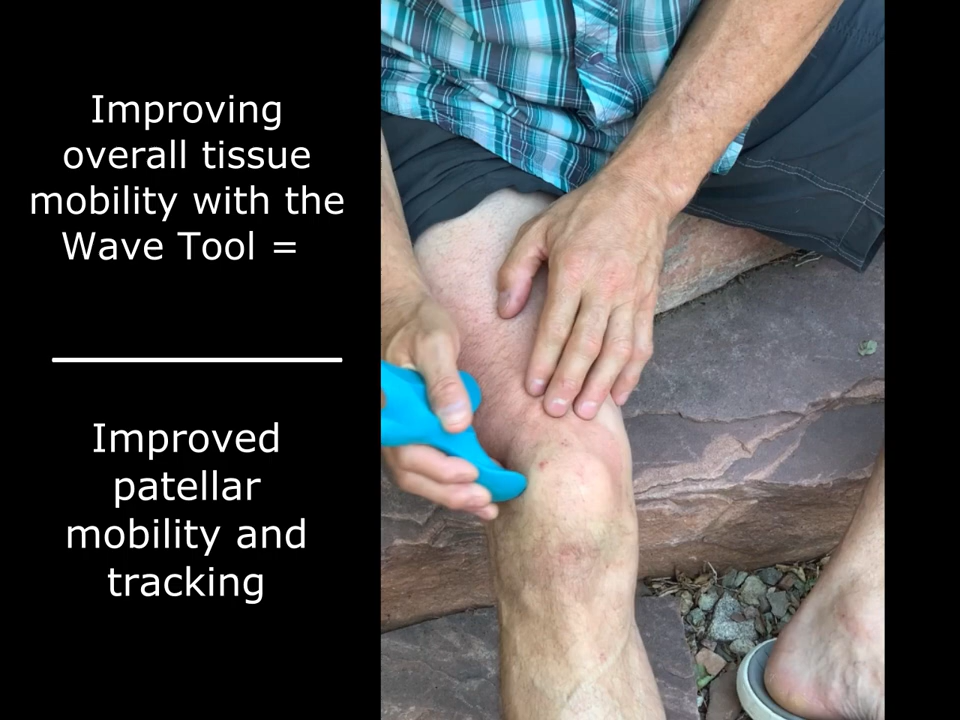 Improving
overall tissue
mobility with the
Wave Tool =
Improved
patellar
mobility and
tracking